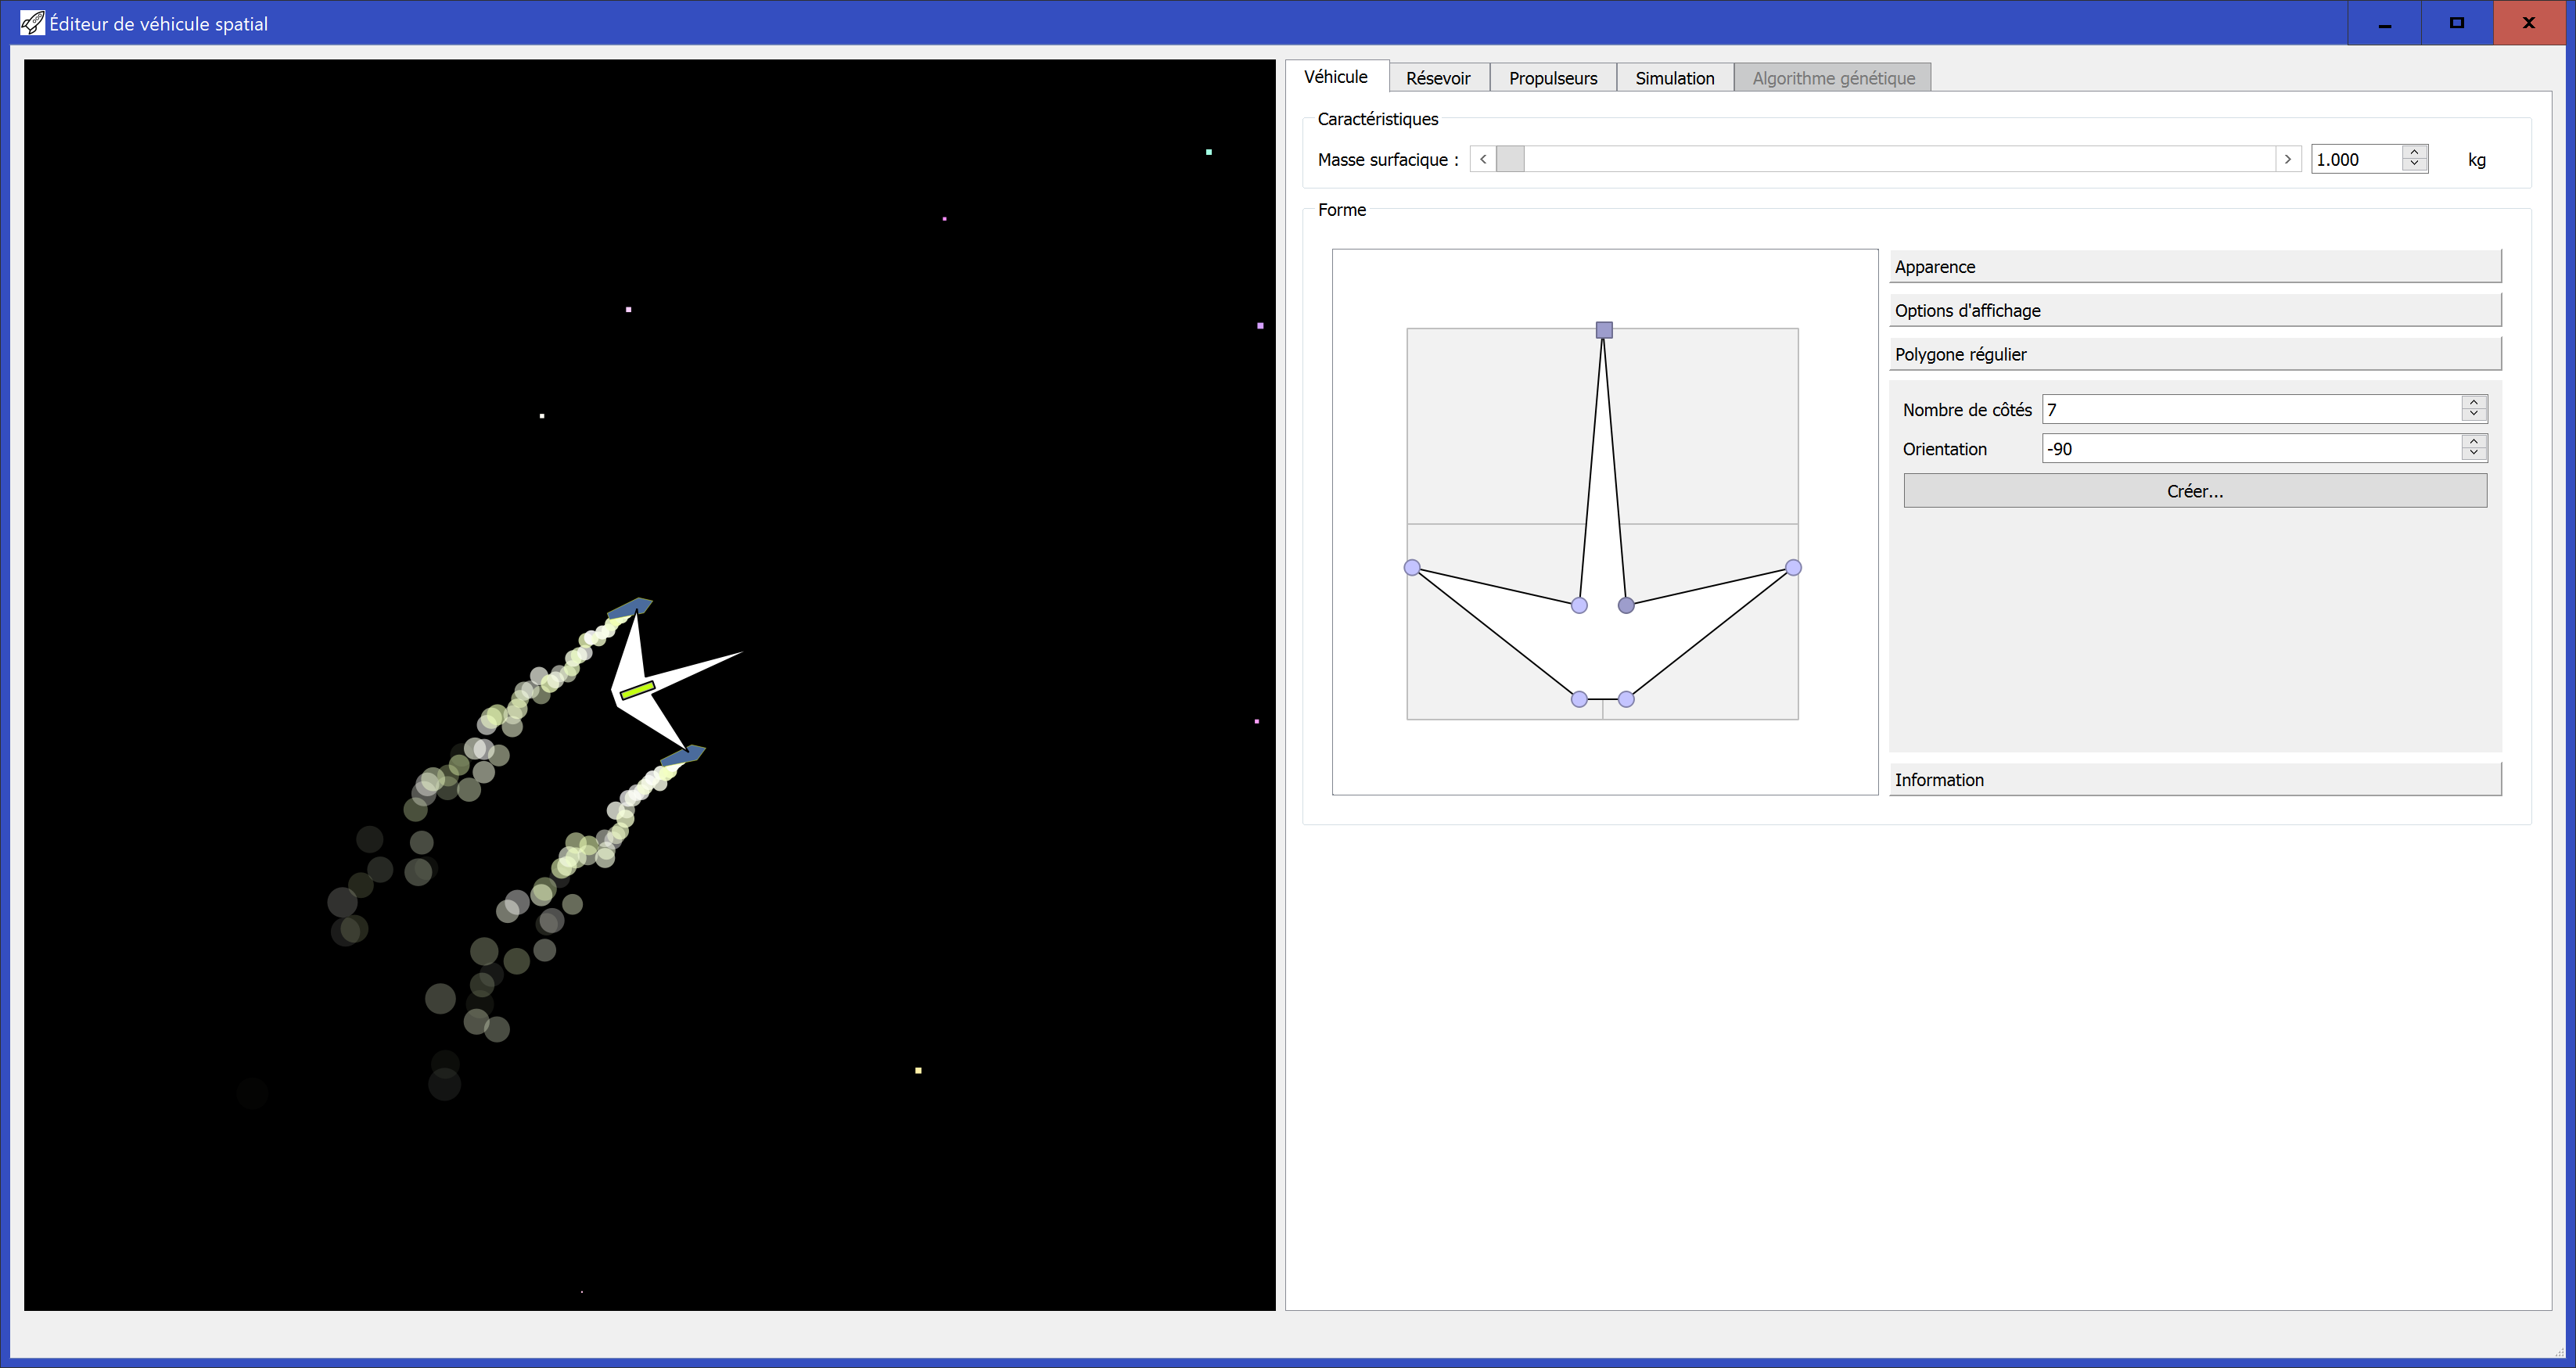 Éditeur de véhicule spatial
Véhicule
Résevoir
Propulseurs
Simulation
Algorithme génétique
Caractéristiques
Masse surfacique :
1.000
kg
Forme
Apparence
Options d'affichage
Polygone régulier
Nombre de côtés
7
Orientation
-90
Créer...
Information